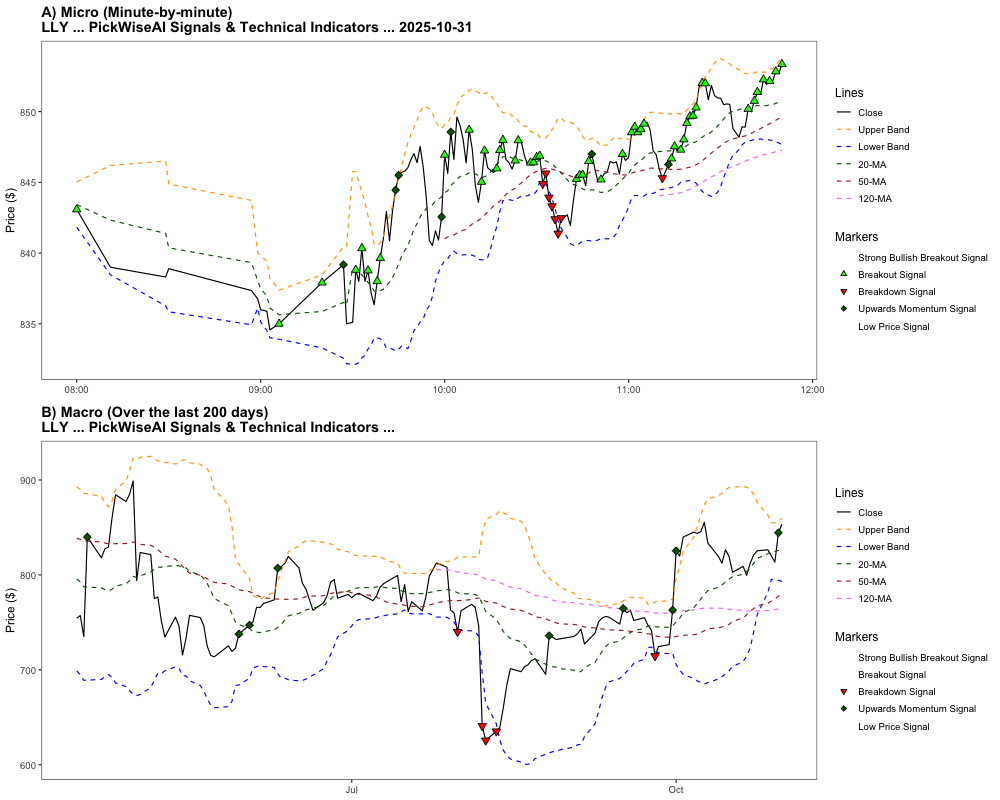 A) Micro (Minute-by-minute)
LLY ... PickWiseAI Signals & Technical Indicators ... 2025-10-31
Price ($)
850
845
840
835
08:00
09:00
10:00
11:00
12:00
Lines
Close
Upper Band
Lower Band
20-MA
50-MA
120-MA
Markers
Strong Bullish Breakout Signal
Breakout Signal
Breakdown Signal
Upwards Momentum Signal
Low Price Signal
B) Macro (Over the last 200 days)
LLY ... PickWiseAI Signals & Technical Indicators ...
Price ($)
900
800
700
600
Jul
Oct
Lines
Close
Upper Band
Lower Band
20-MA
50-MA
120-MA
Markers
Strong Bullish Breakout Signal
Breakout Signal
Breakdown Signal
Upwards Momentum Signal
Low Price Signal